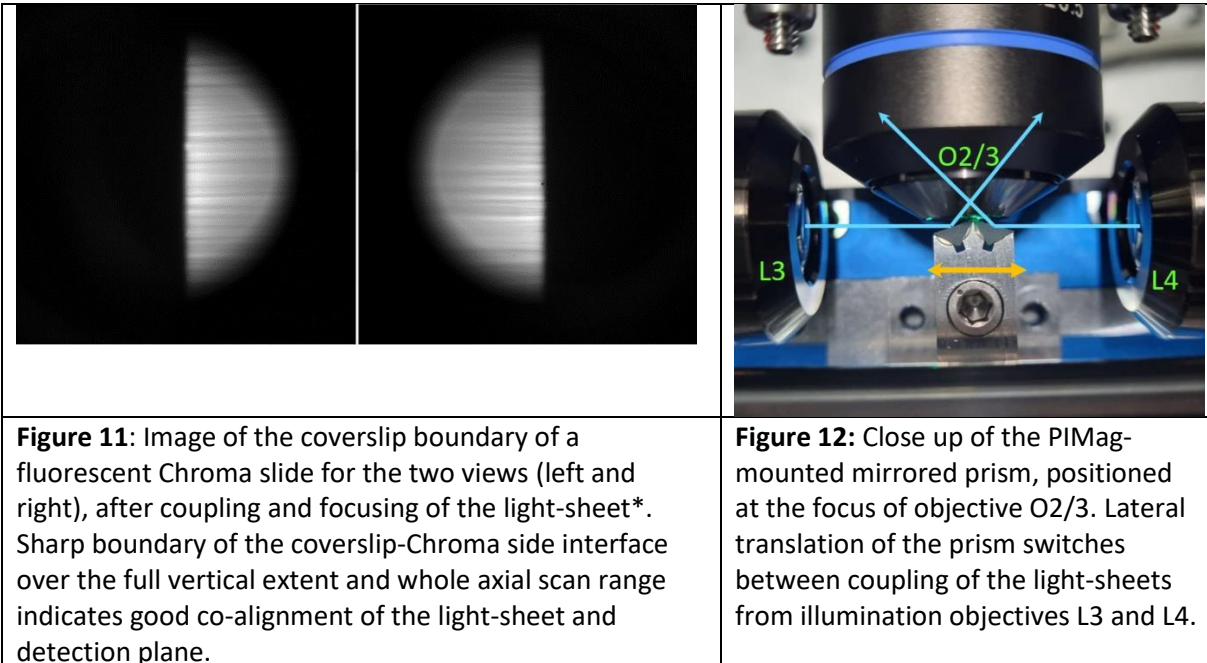 O2/3
L3
L4
Figure 11: Image of the coverslip boundary of a
fluorescent Chroma slide for the two views (left and
right), after coupling and focusing of the light-sheet*.
Sharp boundary of the coverslip-Chroma side interface
over the full vertical extent and whole axial scan range
indicates good co-alignment of the light-sheet and
detection plane.
Figure 12: Close up of the PIMag-
mounted mirrored prism, positioned
at the focus of objective O2/3. Lateral
translation of the prism switches
between coupling of the light-sheets
from illumination objectives L3 and L4.